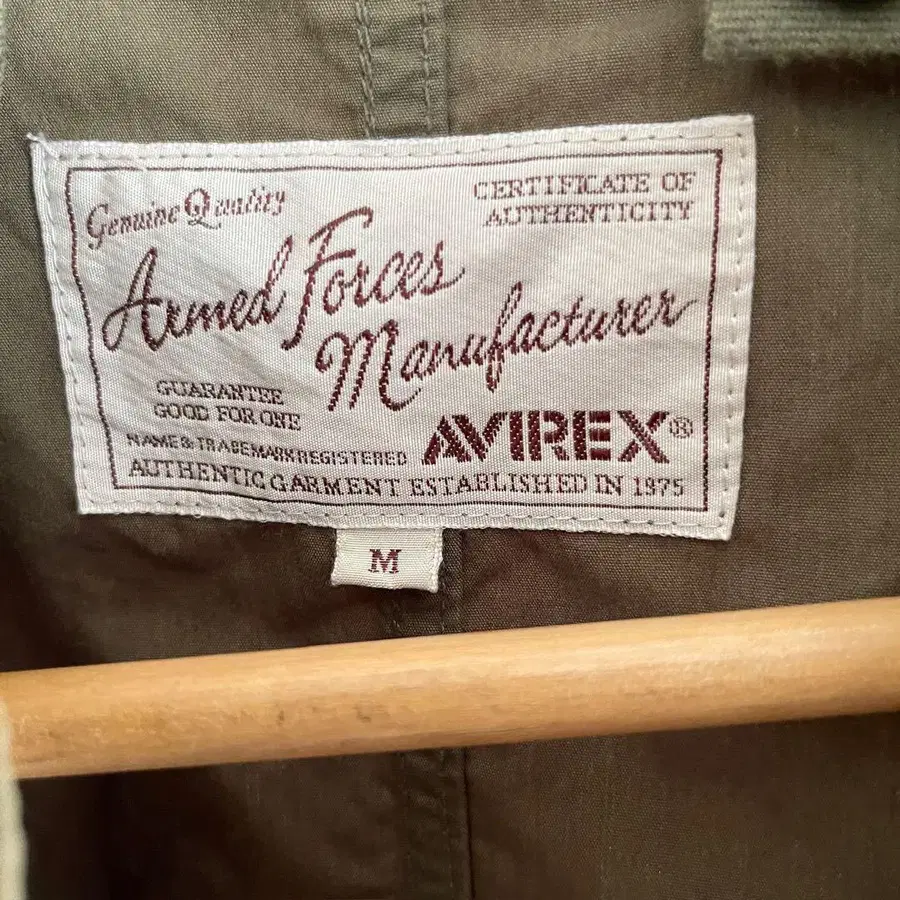 Genuine Quality
CERTIFICATE OF
AUTHENTICITY
Armed Forces
Manufacturer
GUARANTEE
GOOD FOR ONE
NAME & TRADEMARK REGISTERED
AVIREX®
AUTHENTIC GARMENT ESTABLISHED IN 1975
M